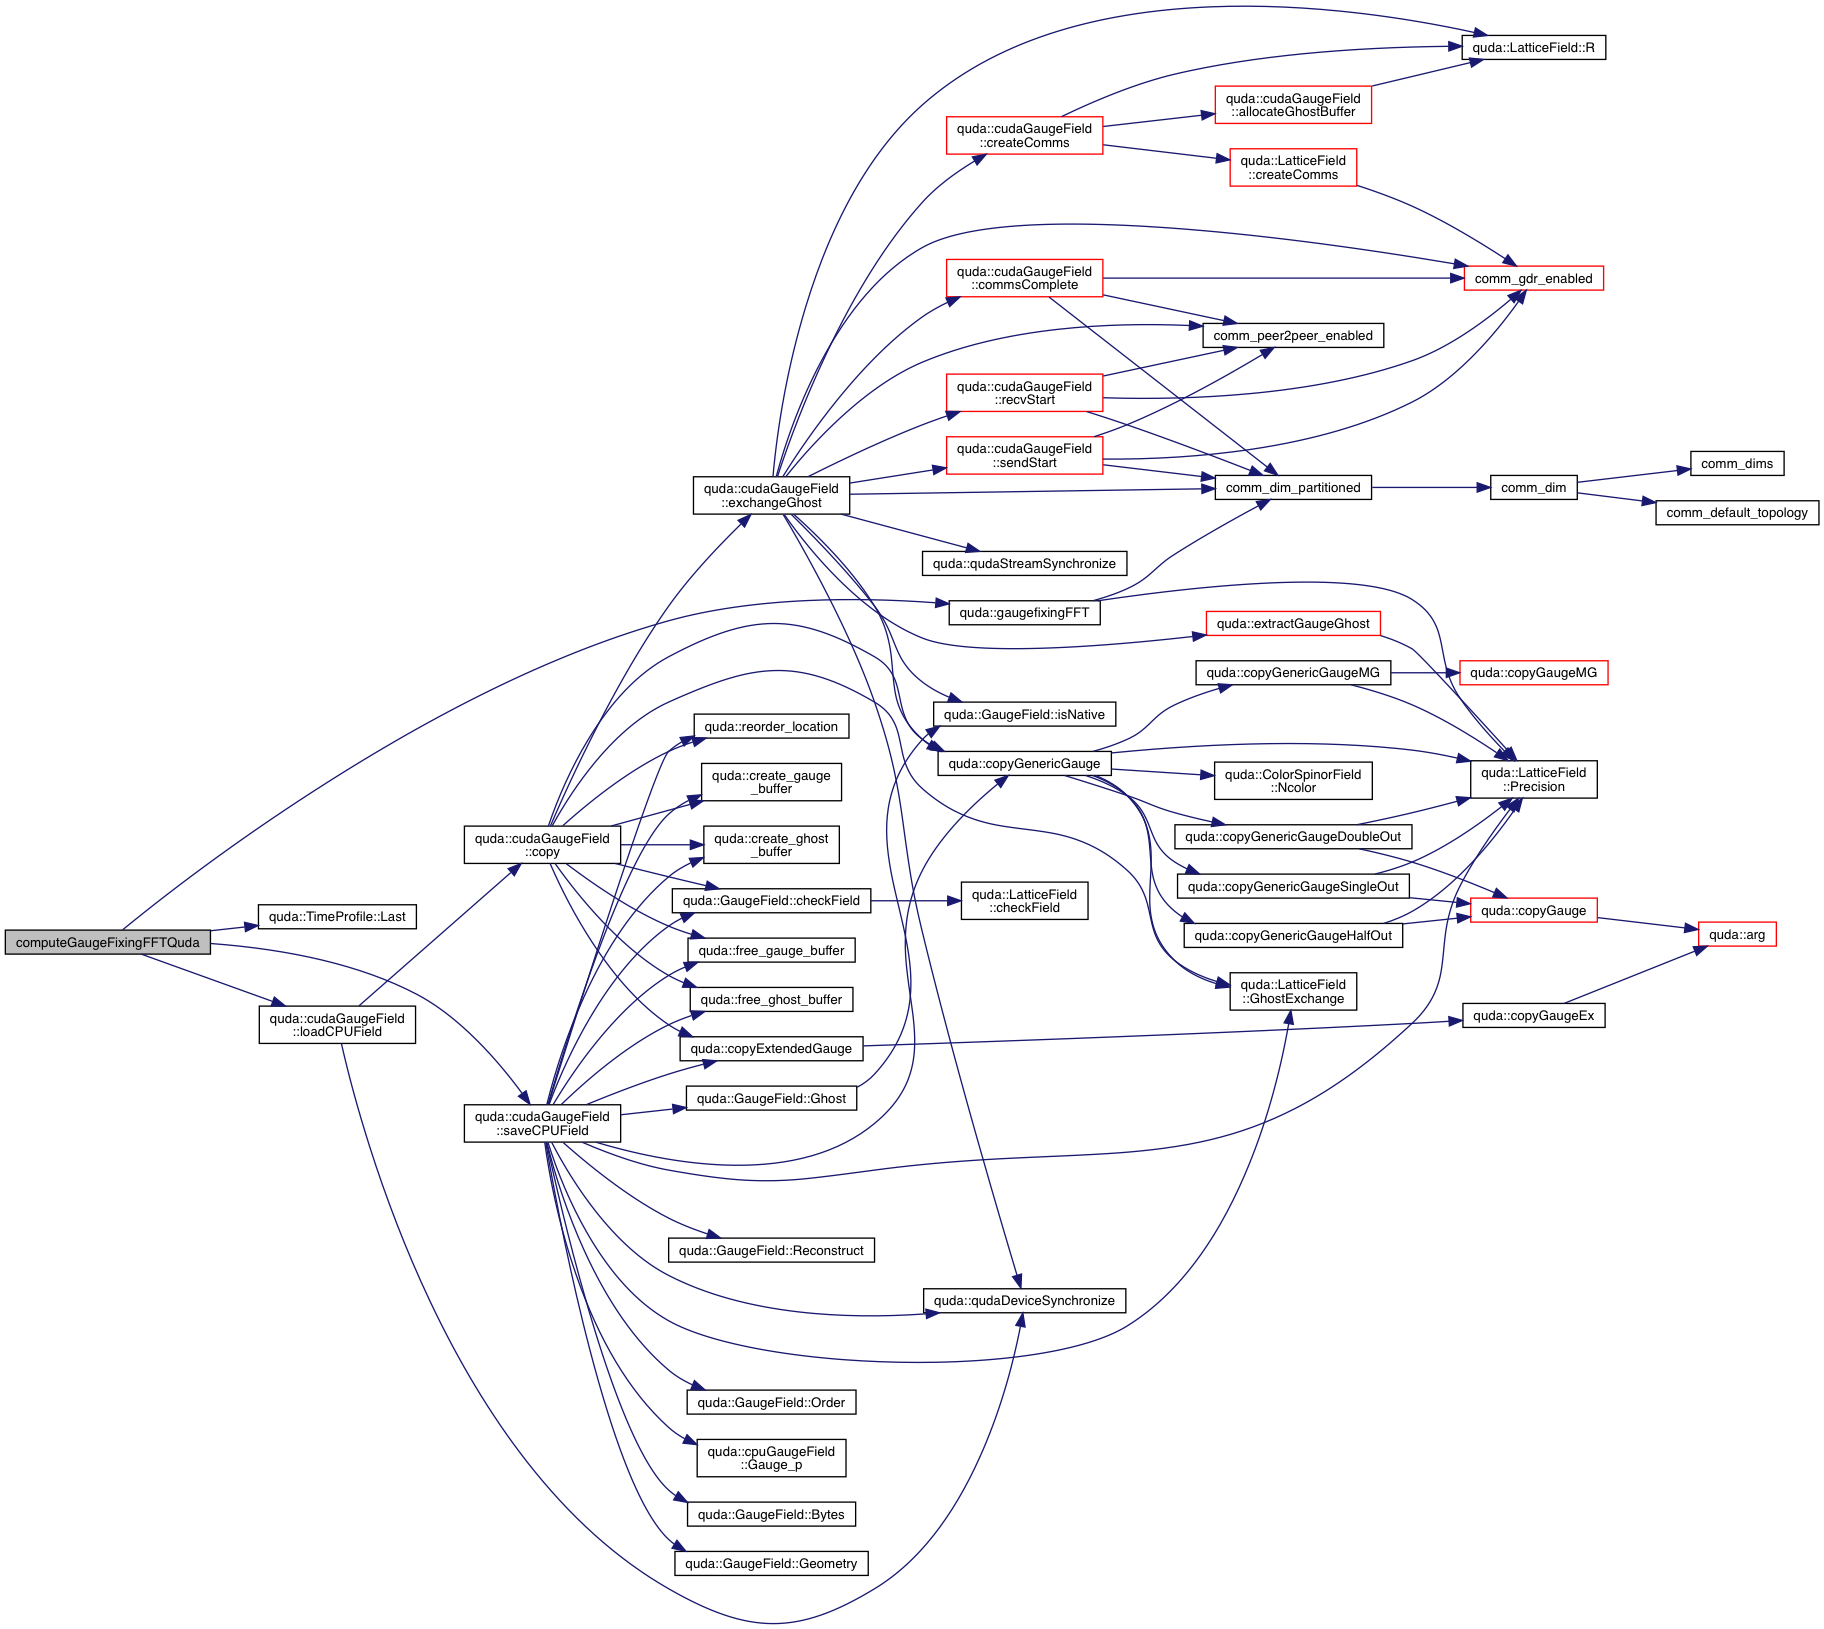 computeGaugeFixingFFTQuda
quda::TimeProfile::Last
quda::cudaGaugeField
::loadCPUField
quda::cudaGaugeField
::copy
quda::cudaGaugeField
::saveCPUField
quda::cudaGaugeField
::exchangeGhost
quda::reorder_location
quda::create_gauge
_buffer
quda::create_ghost
_buffer
quda::GaugeField::checkField
quda::free_gauge_buffer
quda::free_ghost_buffer
quda::copyExtendedGauge
quda::GaugeField::Ghost
quda::GaugeField::Reconstruct
quda::GaugeField::Order
quda::cpuGaugeField
::Gauge_p
quda::GaugeField::Bytes
quda::GaugeField::Geometry
quda::cudaGaugeField
::createComms
quda::cudaGaugeField
::commsComplete
quda::cudaGaugeField
::recvStart
quda::cudaGaugeField
::sendStart
quda::qudaStreamSynchronize
quda::gaugefixingFFT
quda::GaugeField::isNative
quda::copyGenericGauge
quda::LatticeField
::checkField
quda::qudaDeviceSynchronize
quda::cudaGaugeField
::allocateGhostBuffer
quda::LatticeField
::createComms
comm_peer2peer_enabled
comm_dim_partitioned
quda::extractGaugeGhost
quda::copyGenericGaugeMG
quda::ColorSpinorField
::Ncolor
quda::copyGenericGaugeDoubleOut
quda::copyGenericGaugeSingleOut
quda::copyGenericGaugeHalfOut
quda::LatticeField
::GhostExchange
quda::LatticeField::R
comm_gdr_enabled
comm_dim
quda::copyGaugeMG
quda::LatticeField
::Precision
quda::copyGauge
quda::copyGaugeEx
comm_dims
comm_default_topology
quda::arg